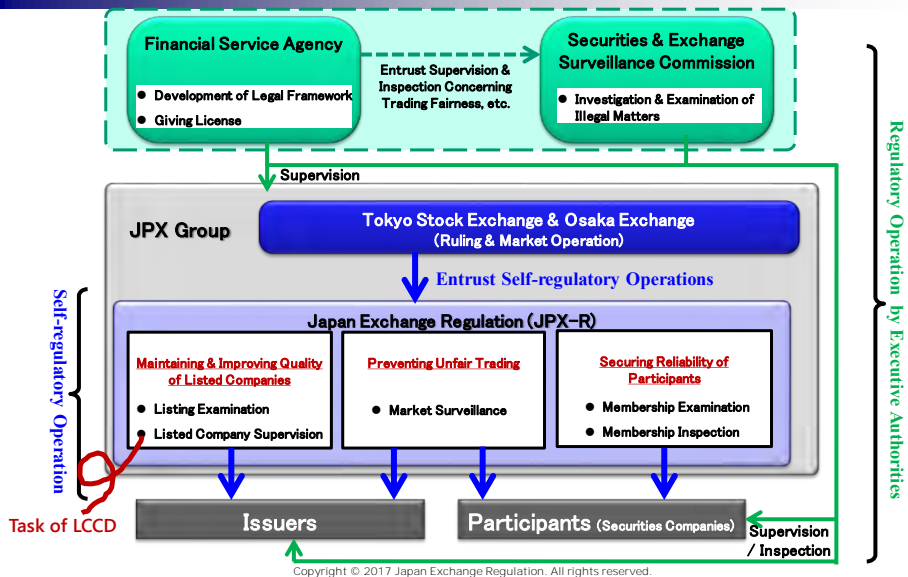 Financial Service Agency
● Development of Legal Framework
● Giving License
Entrust Supervision &
Inspection Concerning
Trading Fairness, etc.
Securities & Exchange
Surveillance Commission
● Investigation & Examination of
Illegal Matters
Supervision
JPX Group
Tokyo Stock Exchange & Osaka Exchange
(Ruling & Market Operation)
Entrust Self-regulatory Operations
Japan Exchange Regulation (JPX-R)
Maintaining & Improving Quality
of Listed Companies
● Listing Examination
● Listed Company Supervision
Preventing Unfair Trading
● Market Surveillance
Securing Reliability of
Participants
● Membership Examination
● Membership Inspection
Self-regulatory Operation
Regulatory Operation by Executive Authorities
Task of LCCD
Issuers
Participants (Securities Companies)
Supervision
/ Inspection
Copyright © 2017 Japan Exchange Regulation. All rights reserved.